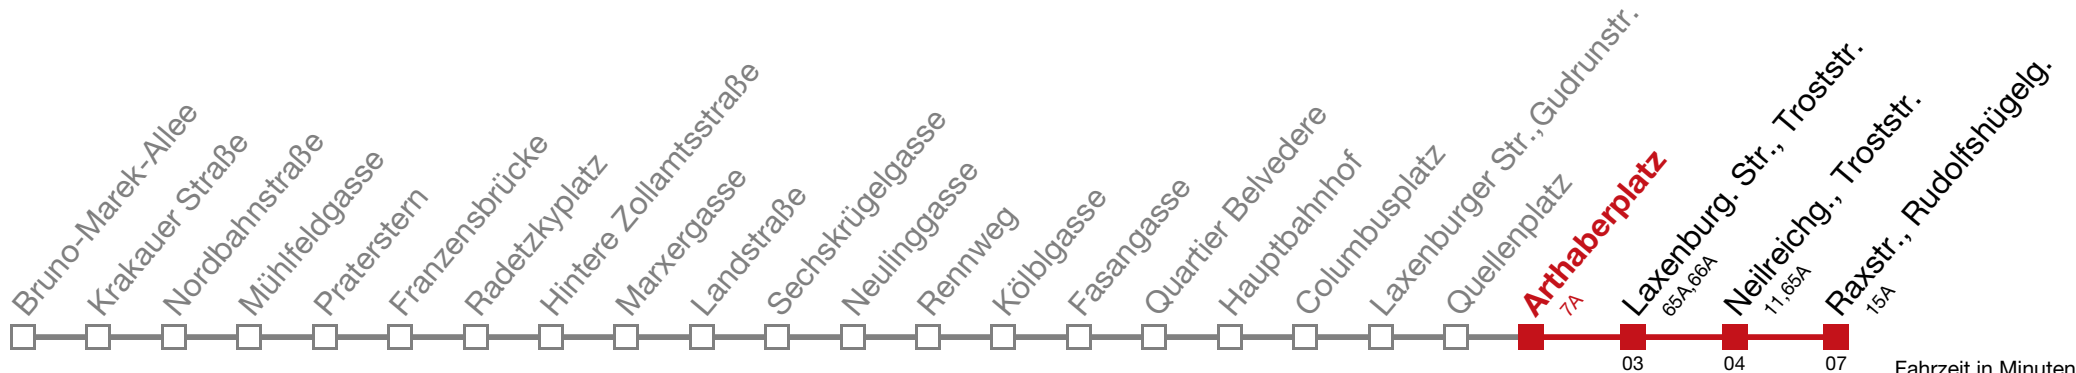 Bruno-Marek-Allee
Krakauer Straße
Nordbahnstraße
Mühlfeldgasse
Praterstern
Franzensbrücke
Radetzkyplatz
Hintere Zollamtsstraße
Marxergasse
Landstraße
Sechskrügelgasse
Neulinggasse
Rennweg
Kölblgasse
Fasangasse
Quartier Belvedere
Hauptbahnhof
Columbusplatz
Laxenburger Str.,Gudrunstr.
Quellenplatz
Arthaberplatz
7A
Laxenburg. Str., Troststr.
65A,66A
Neilreichg., Troststr.
11,65A
Raxstr., Rudolfshügelg.
15A
03
04
07
Fahrzeit in Minuten